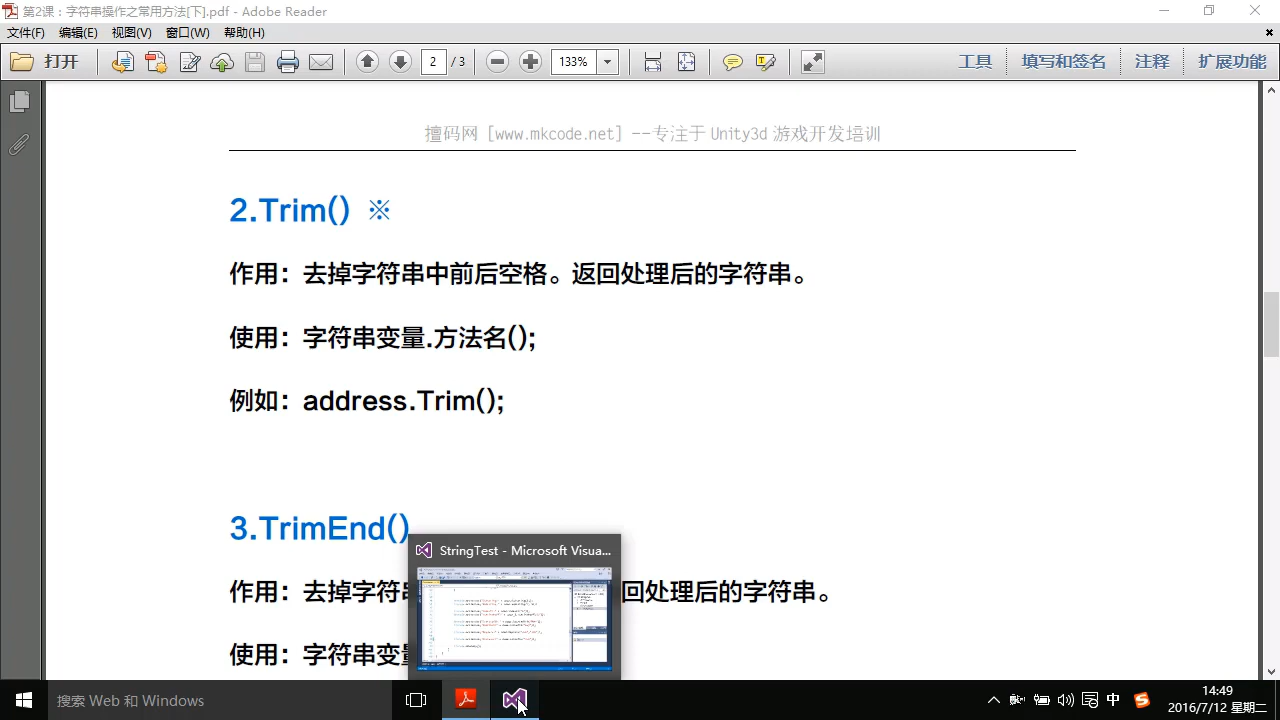 第2课：字符串操作之常用方法[下].pdf - Adobe Reader
文件(F) 编辑(E) 视图(V) 窗口(W) 帮助(H)
打开 2 / 3 133% 工具 填写和签名 注释 扩展功能
擅码网 [www.mkcode.net] --专注于 Unity3d 游戏开发培训
2.Trim() ※
作用：去掉字符串中前后空格。返回处理后的字符串。
使用：字符串变量.方法名();
例如：address.Trim();
3.TrimEnd()
StringTest - Microsoft Visua...
作用：去掉字符 回处理后的字符串。
使用：字符串变
搜索 Web 和 Windows
中
14:49
2016/7/12 星期二